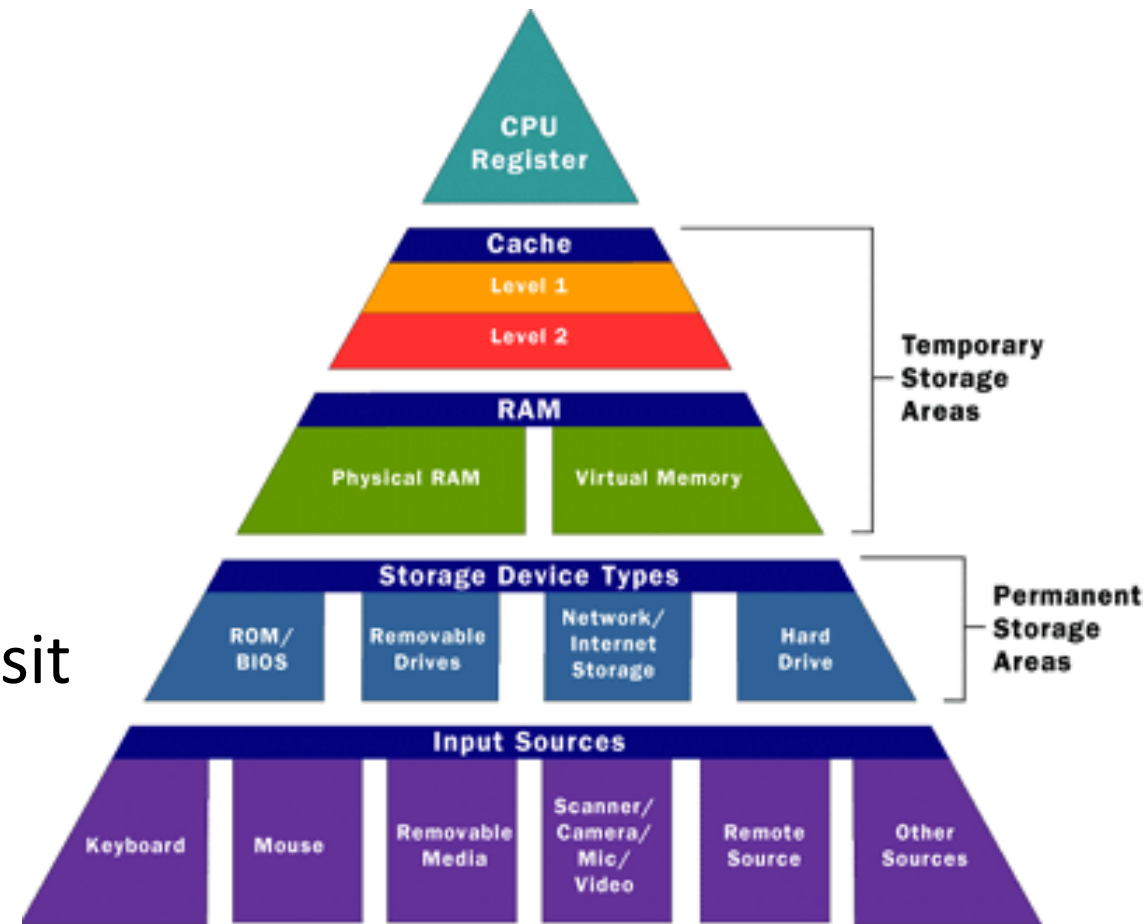 CPU
Register
Cache
Level 1
Level 2
Temporary
Storage
Areas
RAM
Physical RAM
Virtual Memory
Storage Device Types
ROM/
BIOS
Removable
Drives
Network/
Internet
Storage
Hard
Drive
Permanent
Storage
Areas
sit
Input Sources
Keyboard
Mouse
Removable
Media
Scanner/
Camera/
Mic/
Video
Remote
Source
Other
Sources